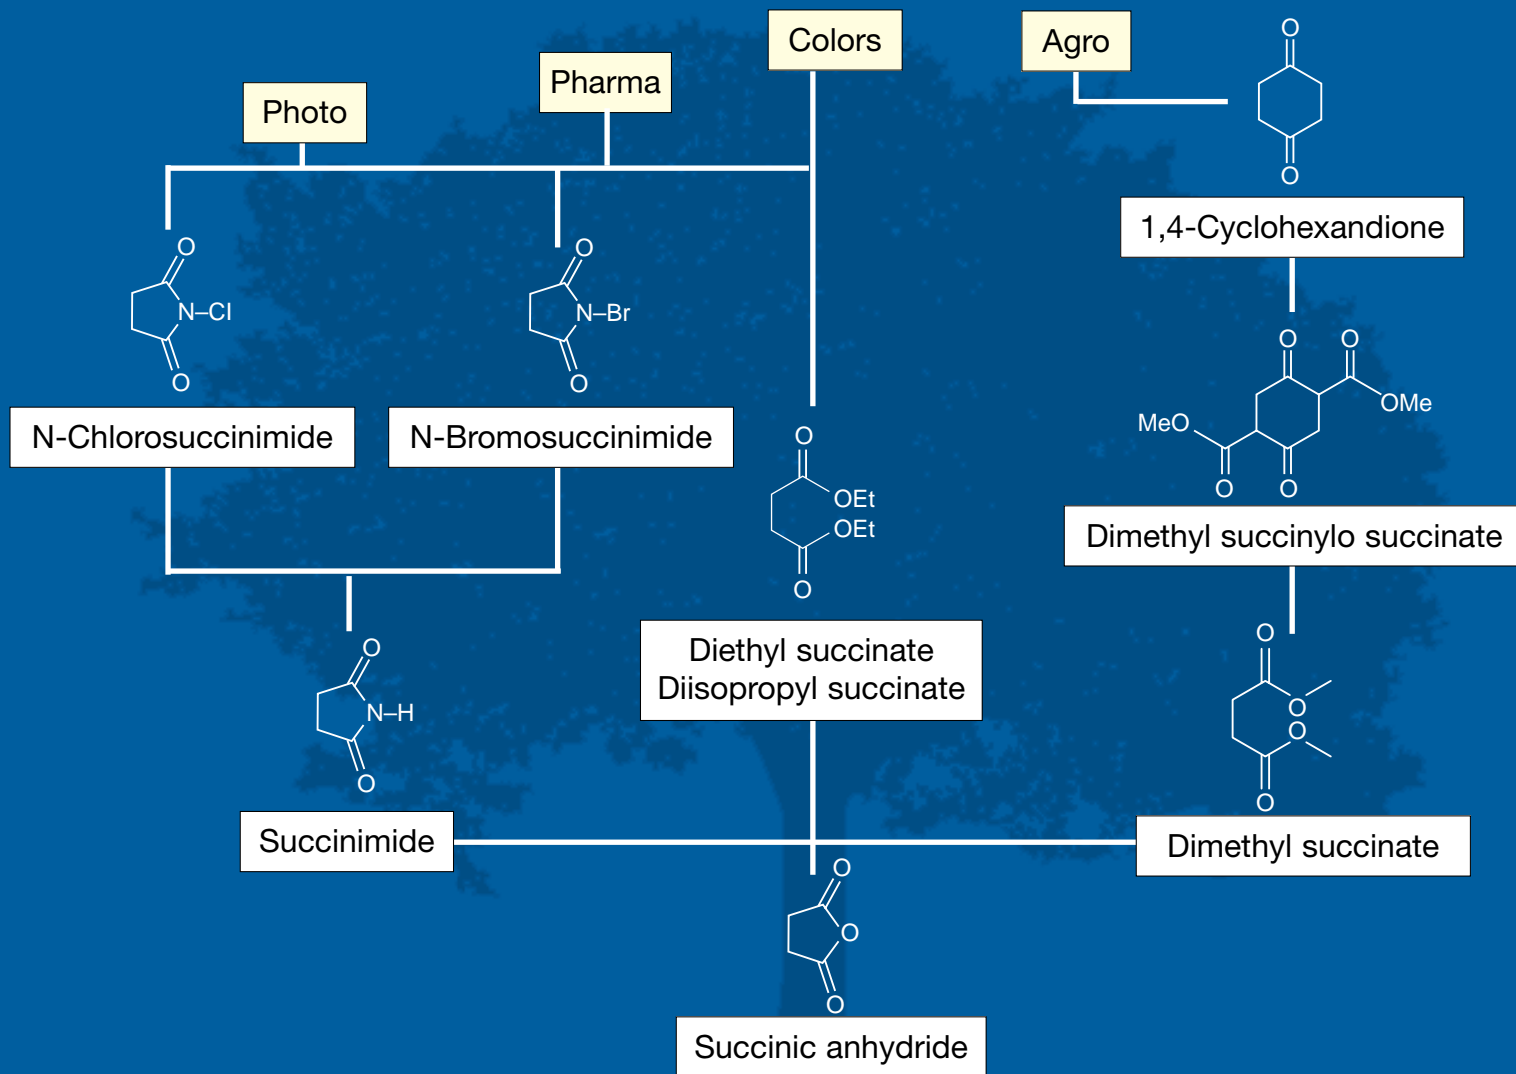 Colors
Agro
Pharma
Photo
O
O
1,4-Cyclohexandione
O
N–Cl
O
O
N–Br
O
N-Chlorosuccinimide
N-Bromosuccinimide
O
O
OMe
MeO
O
O
Dimethyl succinylo succinate
O
OEt
OEt
O
Diethyl succinate
Diisopropyl succinate
O
N–H
O
Succinimide
O
O
O
O
Dimethyl succinate
O
O
O
Succinic anhydride